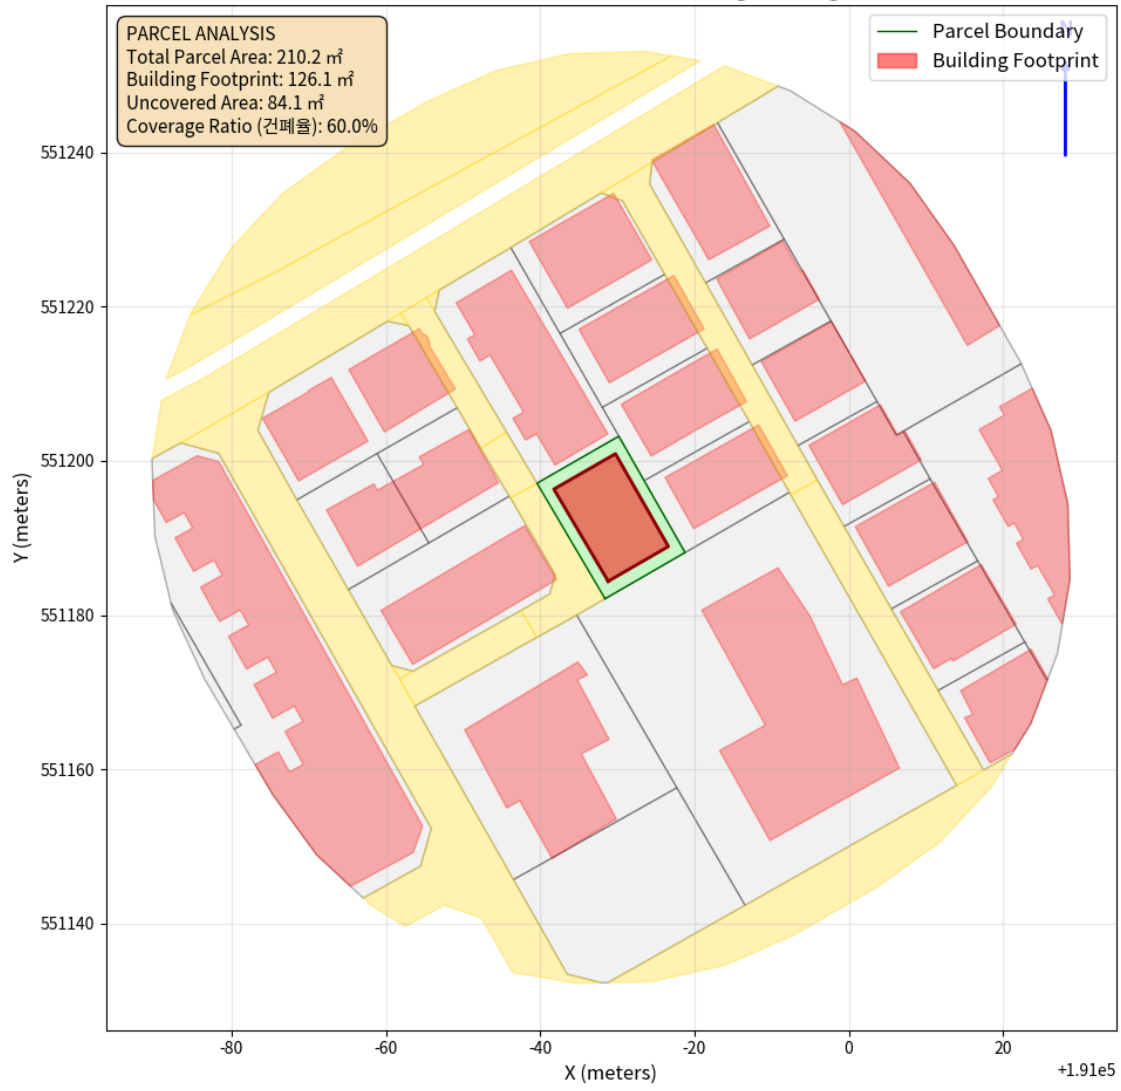 PARCEL ANALYSIS
Total Parcel Area: 210.2 ㎡
Building Footprint: 126.1 ㎡
Uncovered Area: 84.1 ㎡
Coverage Ratio (건폐율): 60.0%
Parcel Boundary
Building Footprint
N
551240
551220
551200
551180
551160
551140
Y (meters)
-80
-60
-40
-20
0
20
X (meters)
+1.91e5